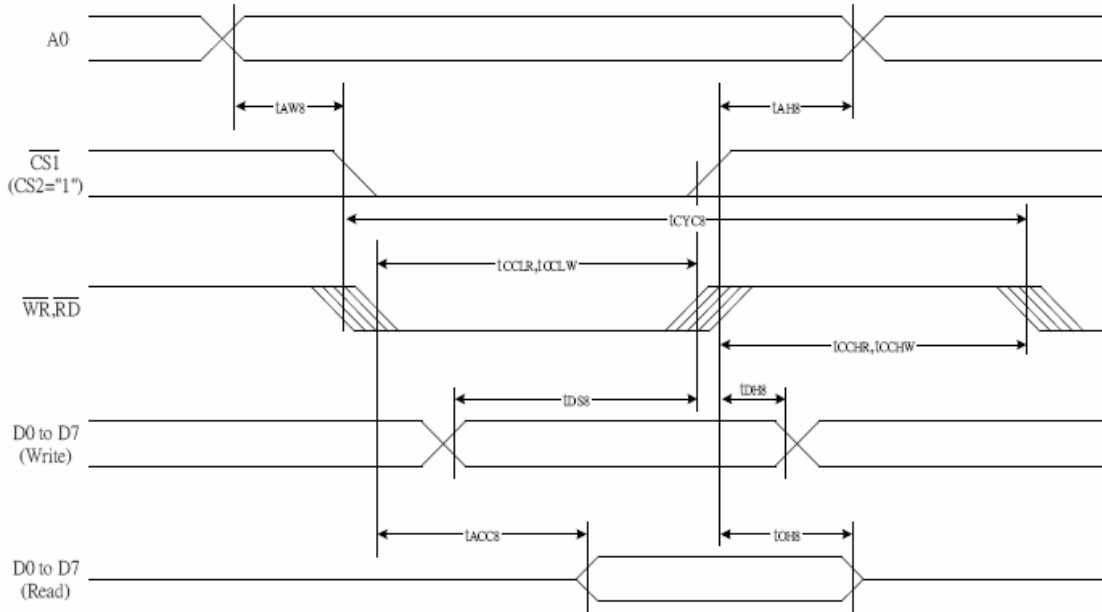 A0
tAW8
tAH8
CS1
(CS2="1")
tCYC8
tCCLR,tCCLW
WR,RD
tCCHR,tCCHW
tDS8
tDH8
D0 to D7
(Write)
tACC8
tOH8
D0 to D7
(Read)